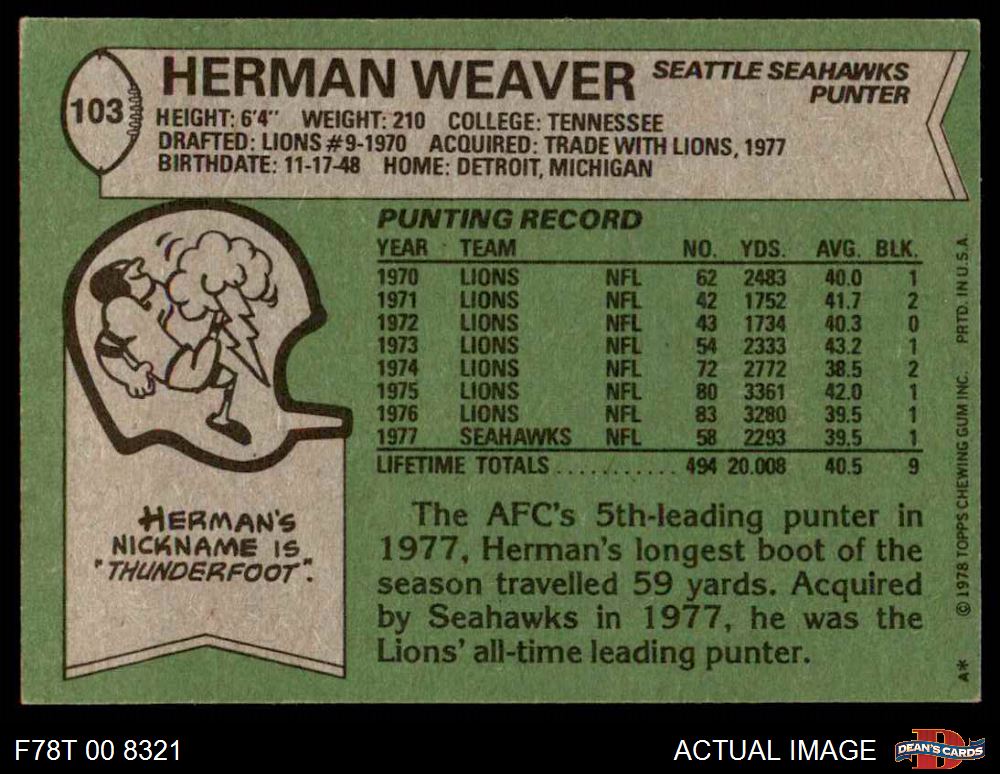 103
HERMAN WEAVER
SEATTLE SEAHAWKS
PUNTER
HEIGHT: 6'4" WEIGHT: 210 COLLEGE: TENNESSEE
DRAFTED: LIONS #9-1970 ACQUIRED: TRADE WITH LIONS, 1977
BIRTHDATE: 11-17-48 HOME: DETROIT, MICHIGAN
PUNTING RECORD
YEAR TEAM NO. YDS. AVG. BLK.
1970 LIONS NFL 62 2483 40.0 1
1971 LIONS NFL 42 1752 41.7 2
1972 LIONS NFL 43 1734 40.3 0
1973 LIONS NFL 54 2333 43.2 1
1974 LIONS NFL 72 2772 38.5 2
1975 LIONS NFL 80 3361 42.0 1
1976 LIONS NFL 83 3280 39.5 1
1977 SEAHAWKS NFL 58 2293 39.5 1
LIFETIME TOTALS............ 494 20.008 40.5 9
HERMAN'S
NICKNAME IS
"THUNDERFOOT".
The AFC's 5th-leading punter in
1977, Herman's longest boot of the
season travelled 59 yards. Acquired
by Seahawks in 1977, he was the
Lions' all-time leading punter.
A* © 1978 TOPPS CHEWING GUM INC. PRTD. IN U.S.A.
F78T 00 8321
ACTUAL IMAGE
D
DEAN'S CARDS